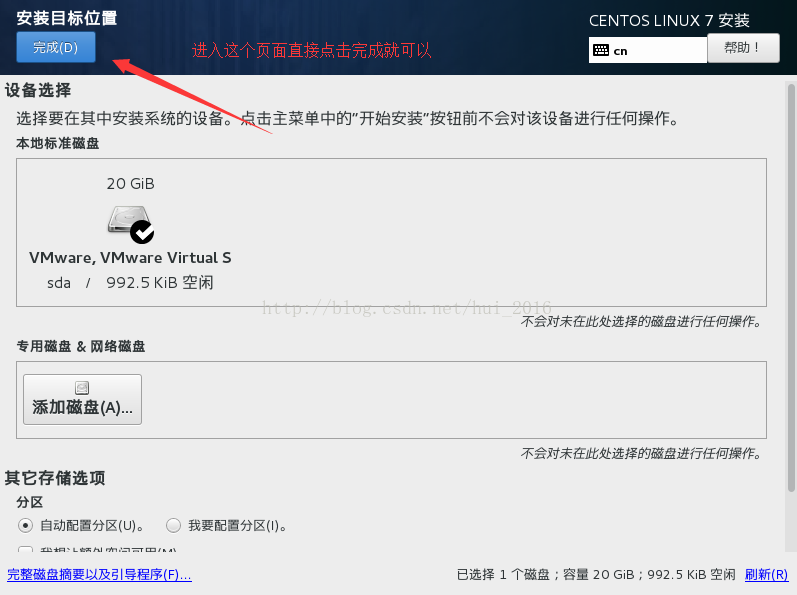 安装目标位置
CENTOS LINUX 7 安装
完成(D)
进入这个页面直接点击完成就可以
cn
帮助！
设备选择
选择要在其中安装系统的设备。点击主菜单中的"开始安装"按钮前不会对该设备进行任何操作。
本地标准磁盘
20 GiB
VMware, VMware Virtual S
sda / 992.5 KiB 空闲
http://blog.csdn.net/hui_2016
不会对未在此处选择的磁盘进行任何操作。
专用磁盘 & 网络磁盘
添加磁盘(A)...
不会对未在此处选择的磁盘进行任何操作。
其它存储选项
分区
自动配置分区(U)。 我要配置分区(I)。
我想让额外空间可用(M)
完整磁盘摘要以及引导程序(F)...
已选择 1 个磁盘；容量 20 GiB；992.5 KiB 空闲 刷新(R)